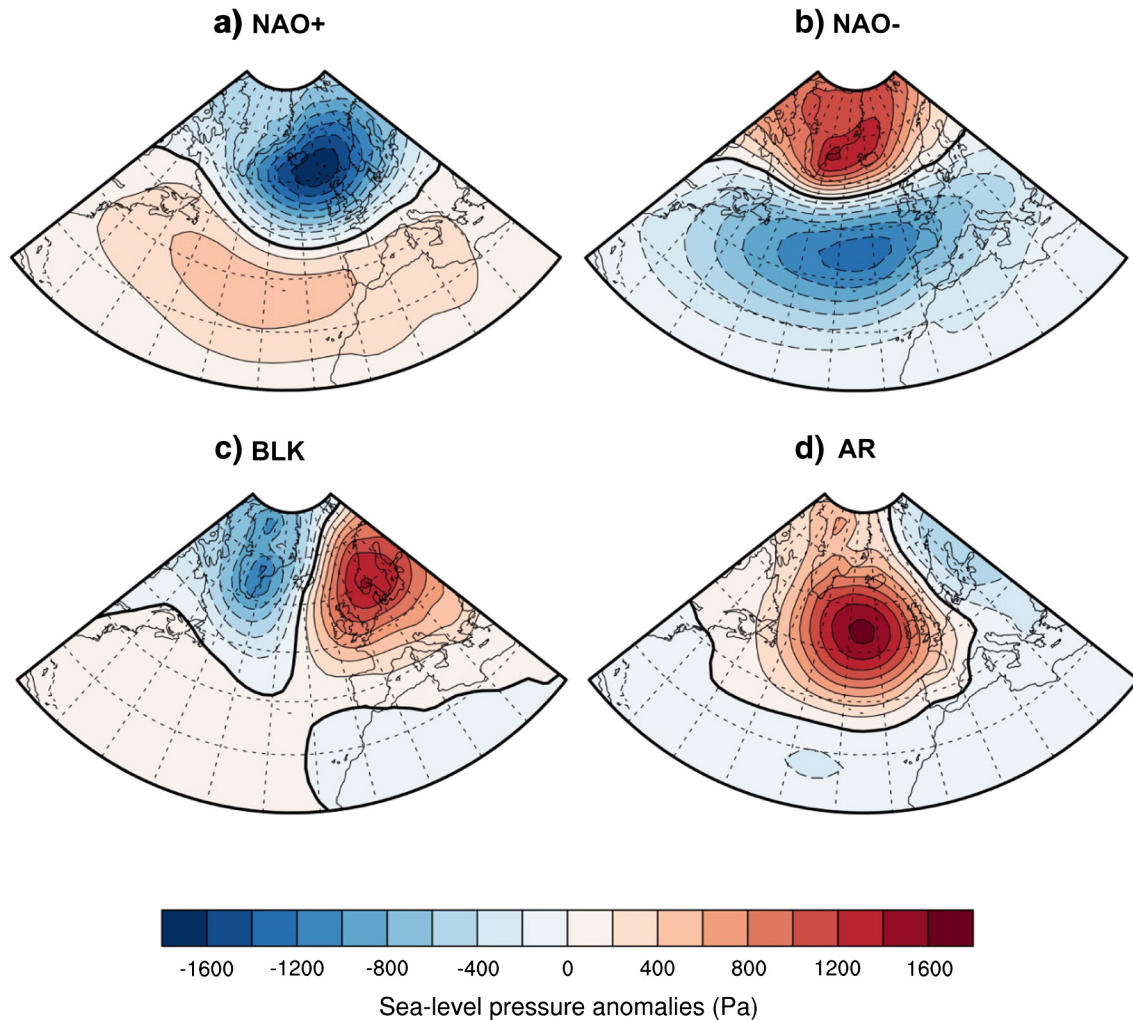 a) NAO+
b) NAO-
c) BLK
d) AR
-1600 -1200 -800 -400 0 400 800 1200 1600
Sea-level pressure anomalies (Pa)